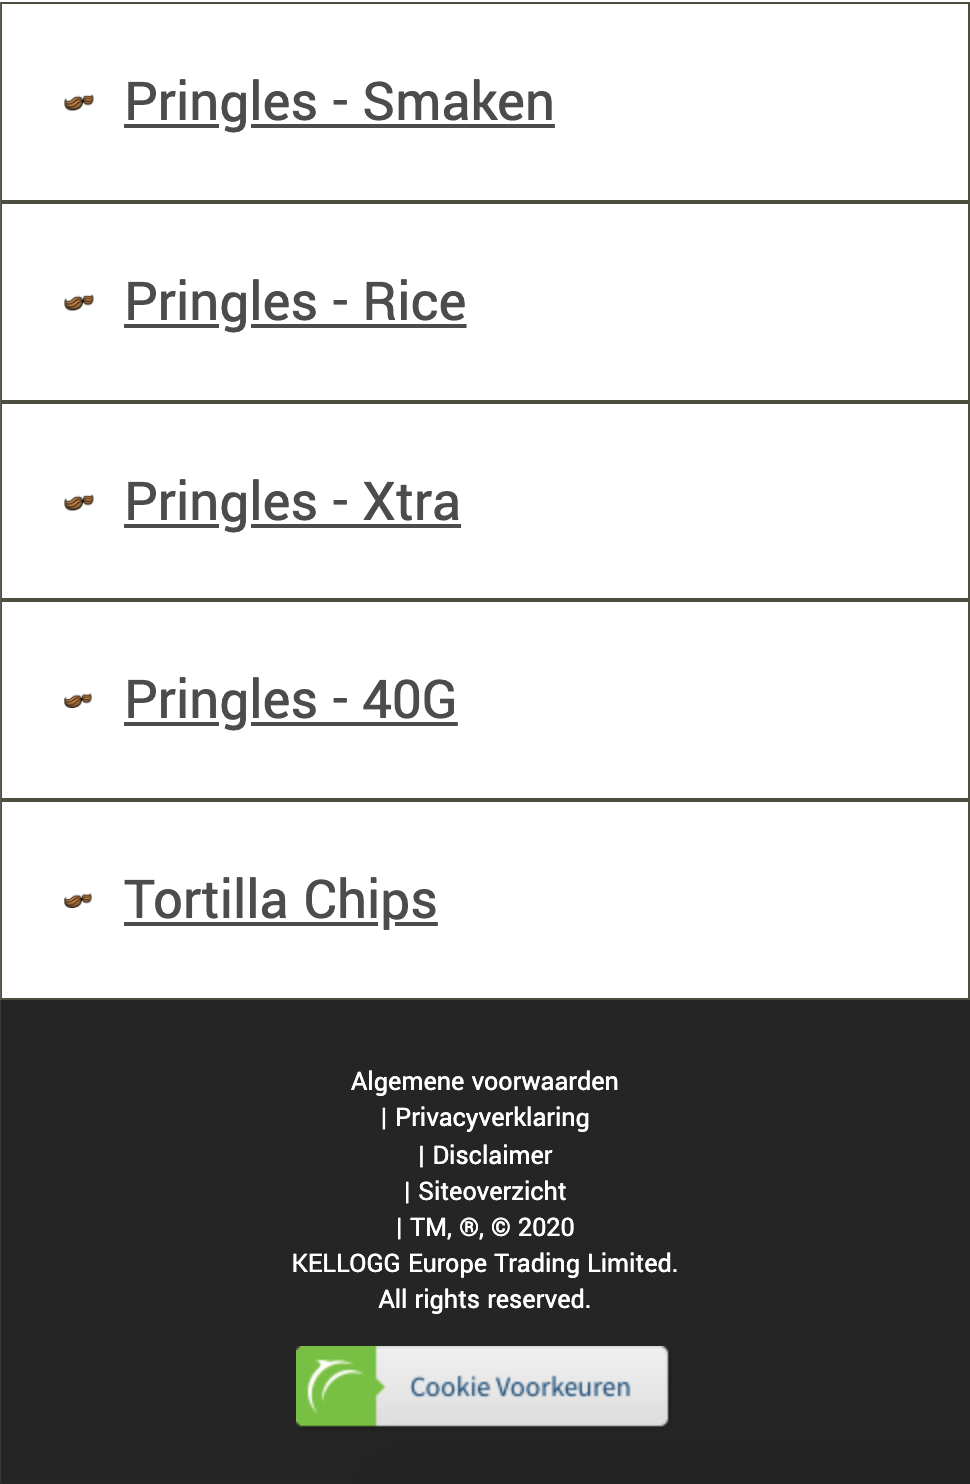 Pringles - Smaken
Pringles - Rice
Pringles - Xtra
Pringles - 40G
Tortilla Chips
Algemene voorwaarden
| Privacyverklaring
| Disclaimer
| Siteoverzicht
| TM, ®, © 2020
KELLOGG Europe Trading Limited.
All rights reserved.
Cookie Voorkeuren